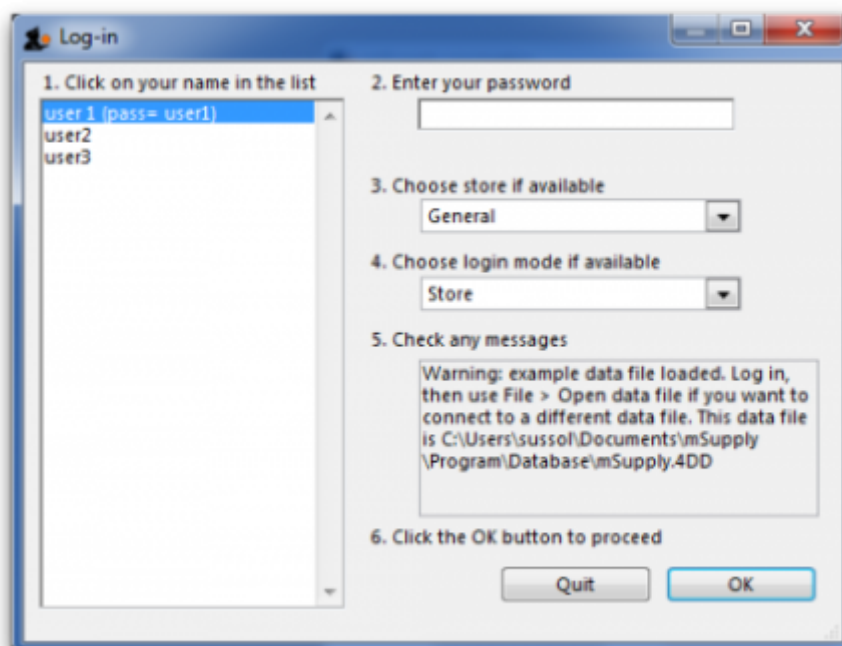 Log-in
1. Click on your name in the list
user 1 (pass= user1)
user2
user3
2. Enter your password
3. Choose store if available
General
4. Choose login mode if available
Store
5. Check any messages
Warning: example data file loaded. Log in,
then use File > Open data file if you want to
connect to a different data file. This data file
is C:\Users\sussol\Documents\mSupply
\Program\Database\mSupply.4DD
6. Click the OK button to proceed
Quit
OK